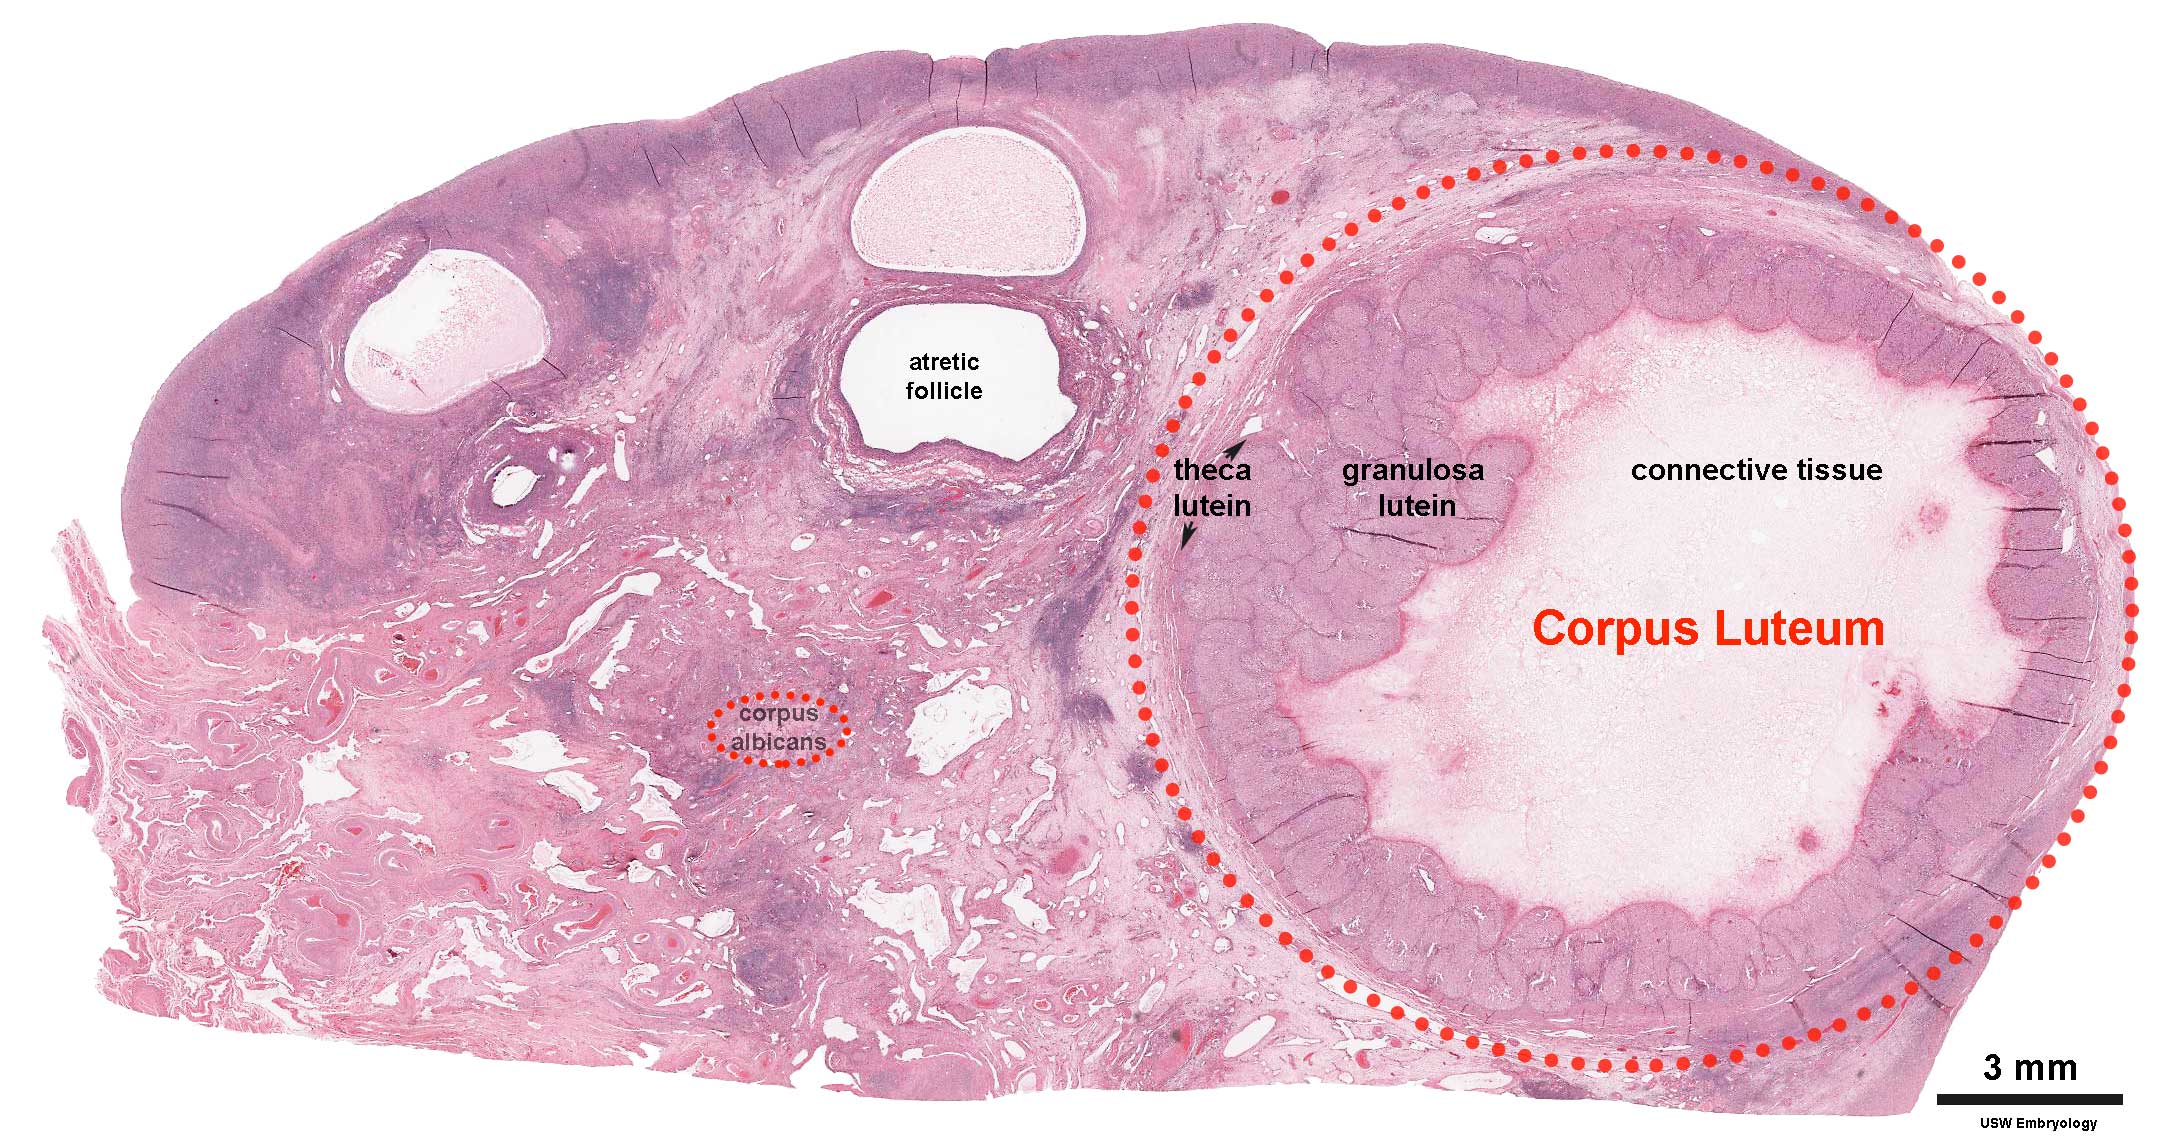 atretic
follicle
theca
lutein
granulosa
lutein
connective tissue
Corpus Luteum
corpus
albicans
3 mm
USW Embryology